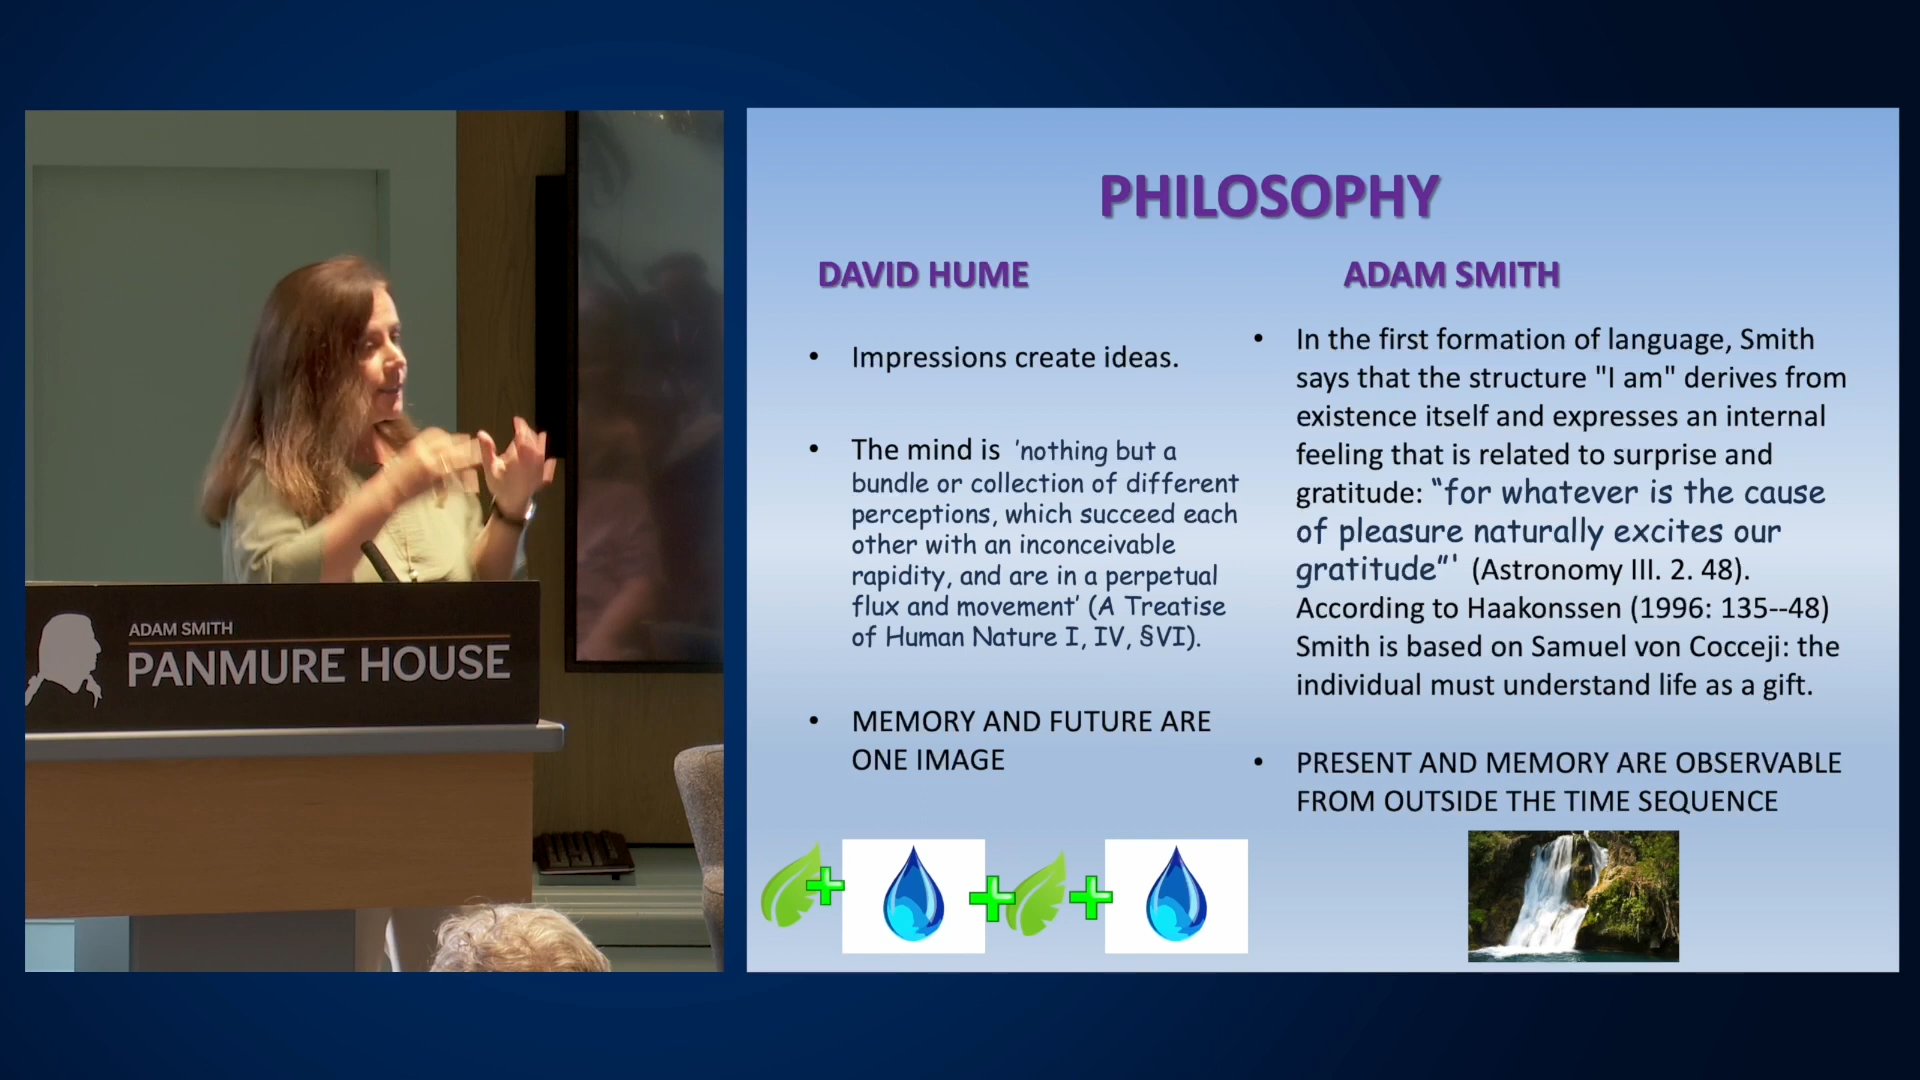 ADAM SMITH
PANMURE HOUSE
PHILOSOPHY
DAVID HUME
• Impressions create ideas.
• The mind is 'nothing but a
bundle or collection of different
perceptions, which succeed each
other with an inconceivable
rapidity, and are in a perpetual
flux and movement' (A Treatise
of Human Nature I, IV, §VI).
• MEMORY AND FUTURE ARE
ONE IMAGE
ADAM SMITH
• In the first formation of language, Smith
says that the structure "I am" derives from
existence itself and expresses an internal
feeling that is related to surprise and
gratitude: “for whatever is the cause
of pleasure naturally excites our
gratitude”' (Astronomy III. 2. 48).
According to Haakonssen (1996: 135--48)
Smith is based on Samuel von Cocceji: the
individual must understand life as a gift.
• PRESENT AND MEMORY ARE OBSERVABLE
FROM OUTSIDE THE TIME SEQUENCE